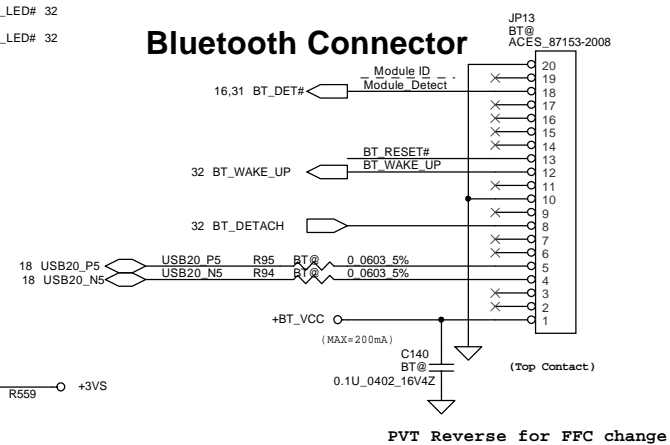 _LED# 32
_LED# 32
Bluetooth Connector
JP13
BT@
ACES_87153-2008
20
Module ID
19
16,31 BT_DET#
Module_Detect
18
17
16
15
14
BT_RESET#
13
32 BT_WAKE_UP
BT_WAKE_UP
12
11
10
9
32 BT_DETACH
8
7
6
18 USB20_P5
USB20_P5 R95 BT@ 0_0603_5%
5
18 USB20_N5
USB20_N5 R94 BT@ 0_0603_5%
4
3
2
+BT_VCC
1
(MAX=200mA)
C140
BT@
0.1U_0402_16V4Z
(Top Contact)
R559
+3VS
PVT Reverse for FFC change